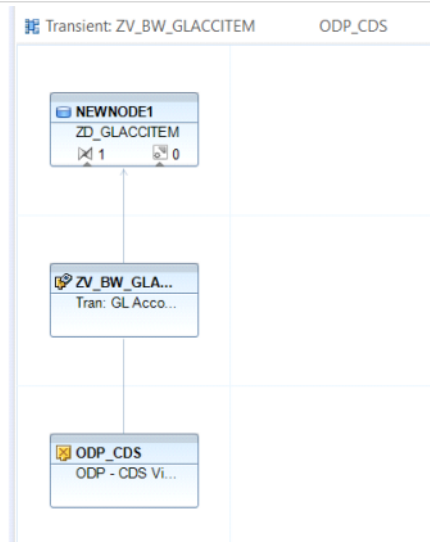 Transient: ZV_BW_GLACCITEM ODP_CDS
NEWNODE1
ZD_GLACCITEM
1 0
ZV_BW_GLA...
Tran: GL Acco...
ODP_CDS
ODP - CDS Vi...